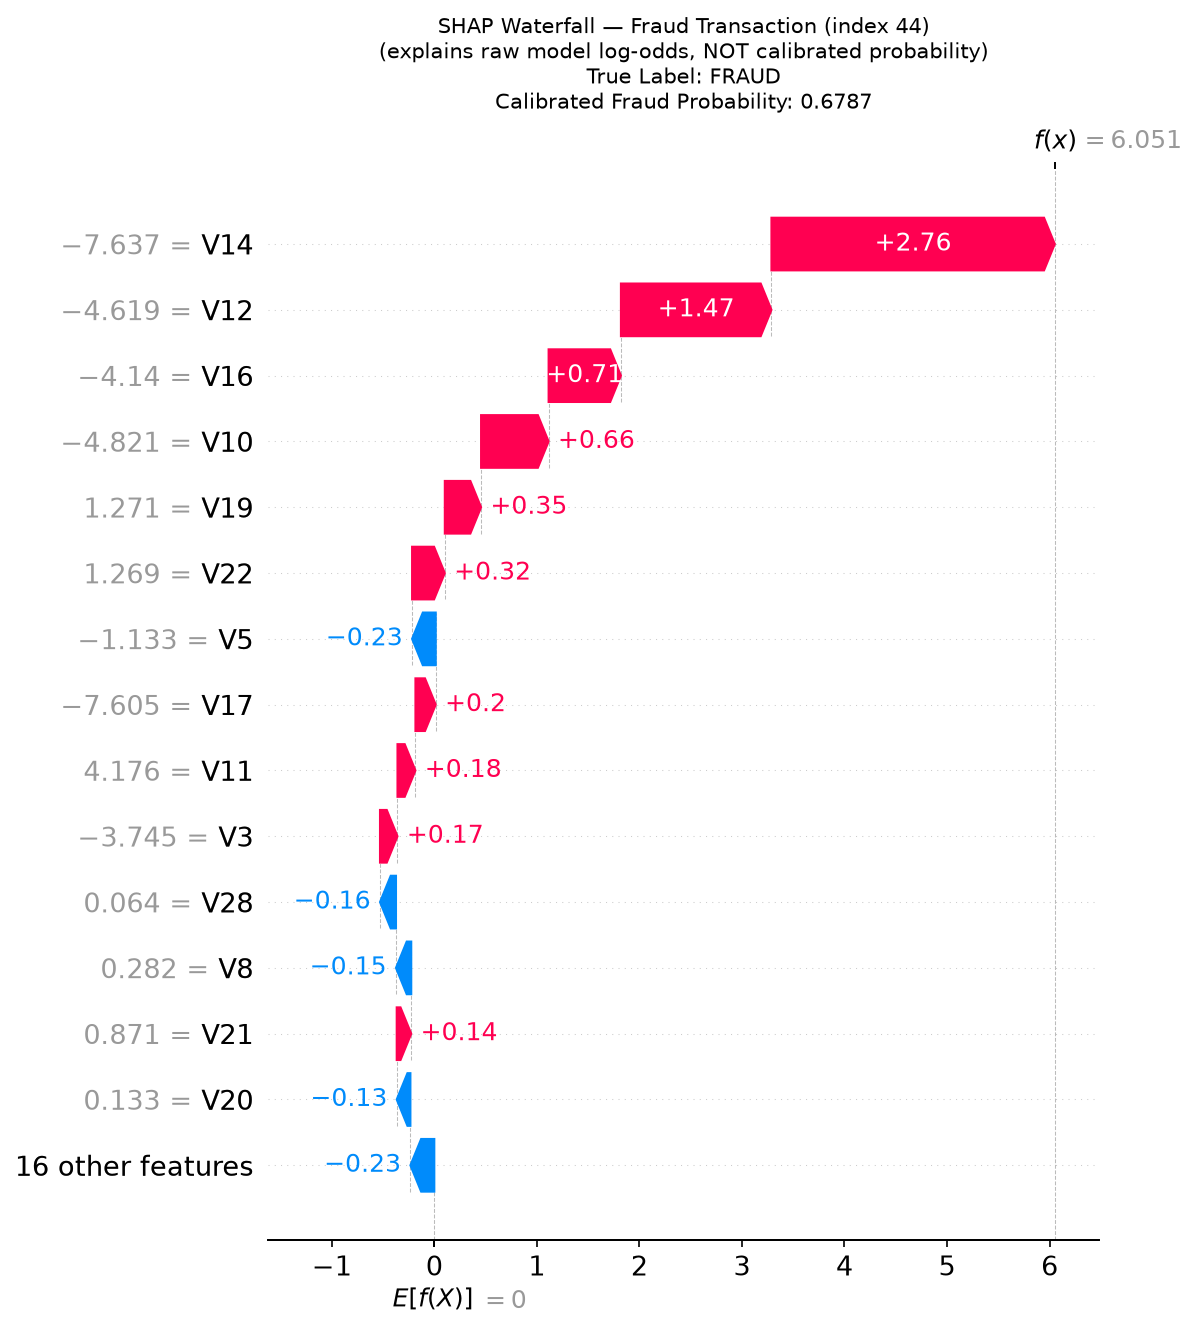 SHAP Waterfall — Fraud Transaction (index 44)
(explains raw model log-odds, NOT calibrated probability)
True Label: FRAUD
Calibrated Fraud Probability: 0.6787
f(x) = 6.051
−7.637 = V14 +2.76
−4.619 = V12 +1.47
−4.14 = V16 +0.71
−4.821 = V10 +0.66
1.271 = V19 +0.35
1.269 = V22 +0.32
−1.133 = V5 −0.23
−7.605 = V17 +0.2
4.176 = V11 +0.18
−3.745 = V3 +0.17
0.064 = V28 −0.16
0.282 = V8 −0.15
0.871 = V21 +0.14
0.133 = V20 −0.13
16 other features −0.23
−1 0 1 2 3 4 5 6
E[f(X)] = 0